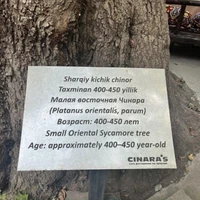 Sharqiy kichik chinor
Taxminan 400-450 yillik
Малая восточная Чинара
(Platanus orientalis, parum)
Возраст: 400-450 лет
Small Oriental Sycamore tree
Age: approximately 400-450 year-old
CINARA'S